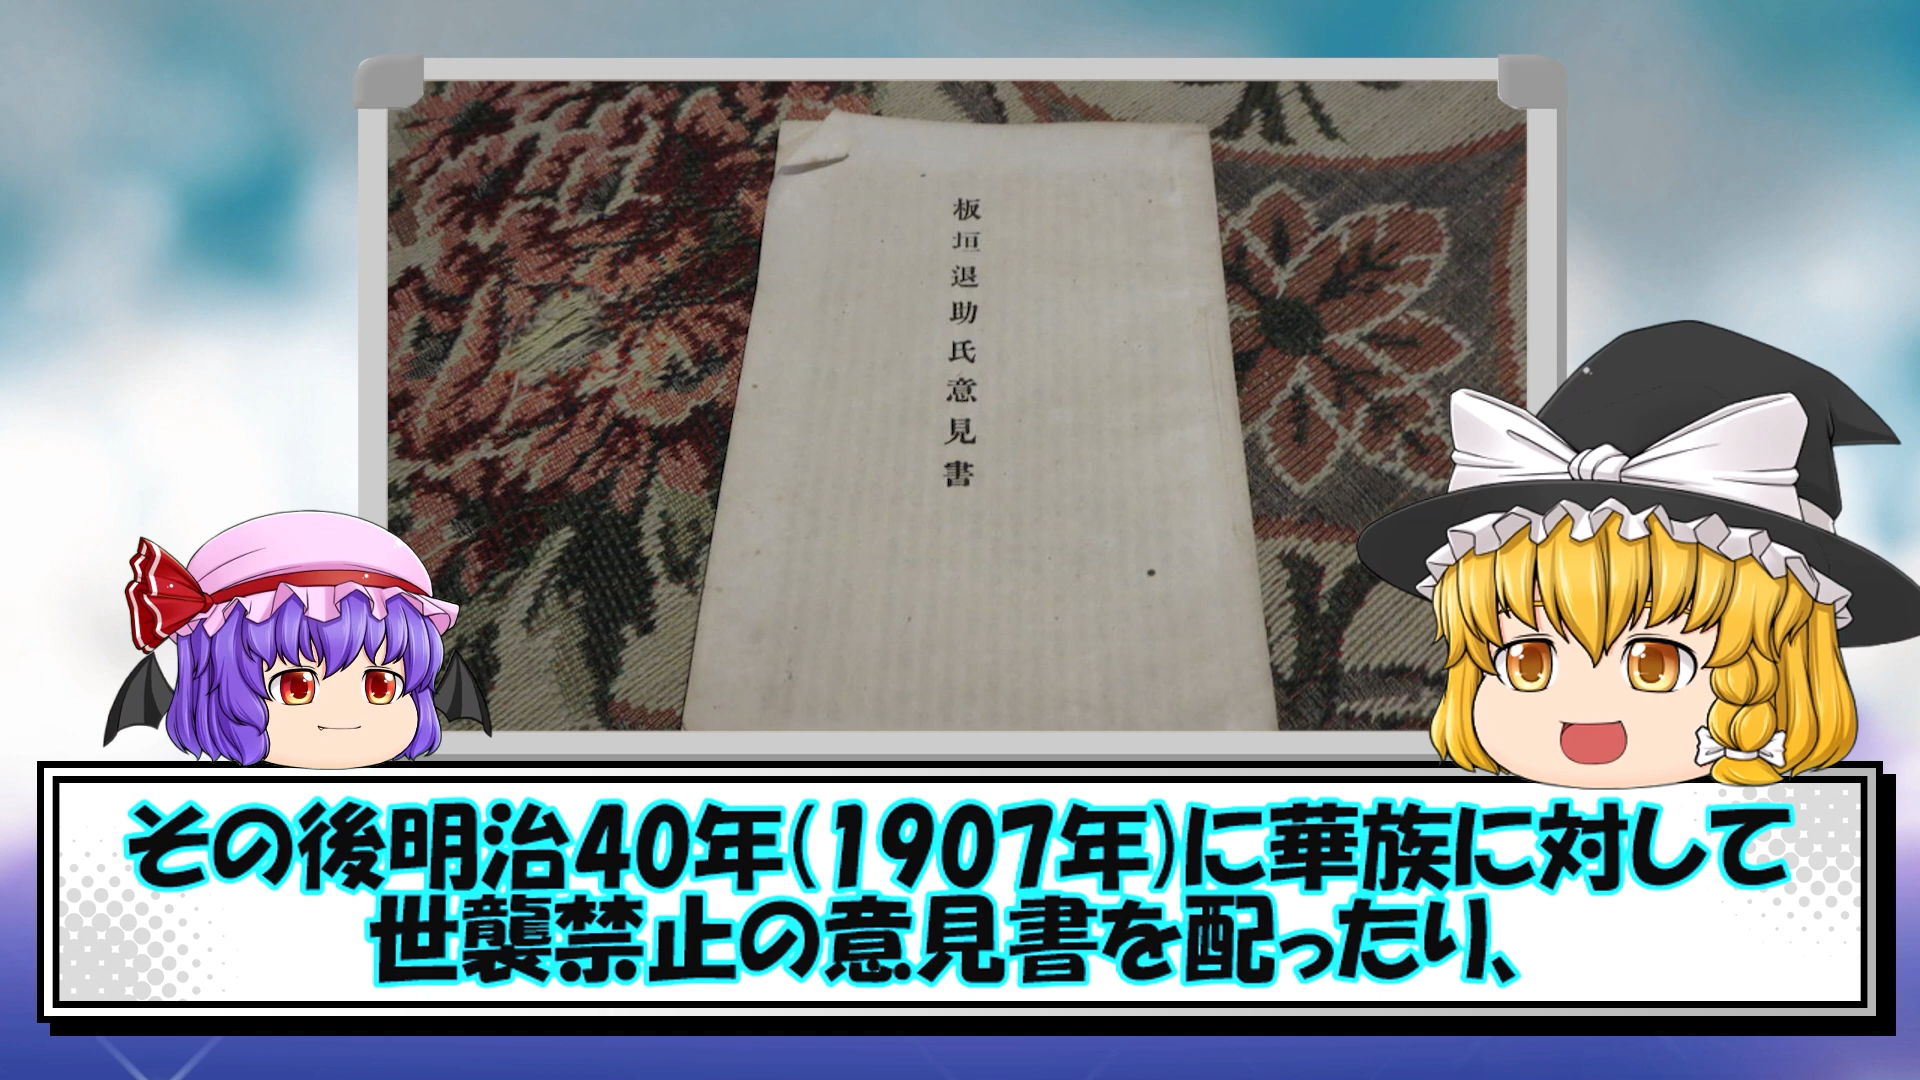 板垣退助氏意見書
その後明治40年(1907年)に華族に対して
世襲禁止の意見書を配ったり、